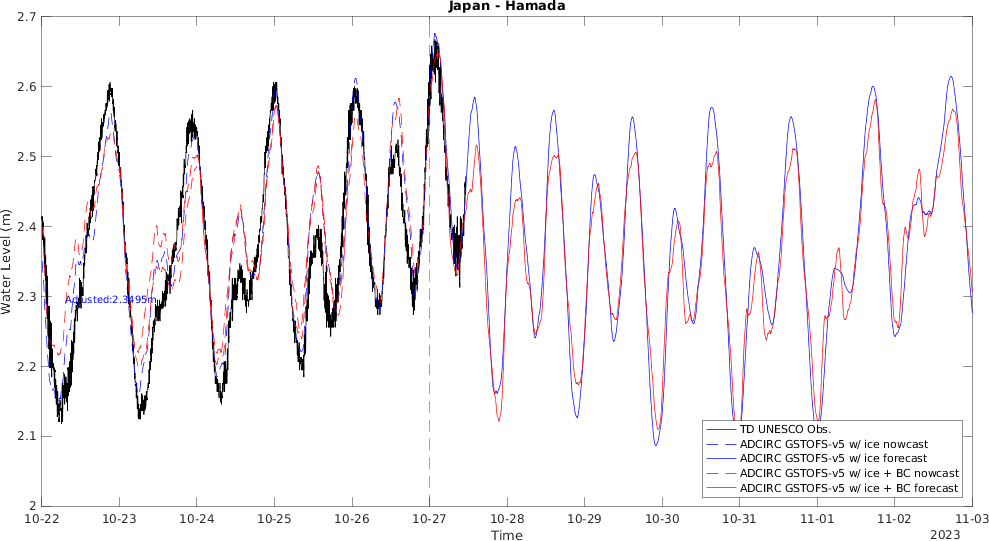 Japan - Hamada
Water Level (m)
2.7
2.6
2.5
2.4
2.3
2.2
2.1
2
Adjusted:2.3495m
TD UNESCO Obs.
ADCIRC GSTOFS-v5 w/ ice nowcast
ADCIRC GSTOFS-v5 w/ ice forecast
ADCIRC GSTOFS-v5 w/ ice + BC nowcast
ADCIRC GSTOFS-v5 w/ ice + BC forecast
10-22 10-23 10-24 10-25 10-26 10-27 10-28 10-29 10-30 10-31 11-01 11-02 11-03
Time
2023